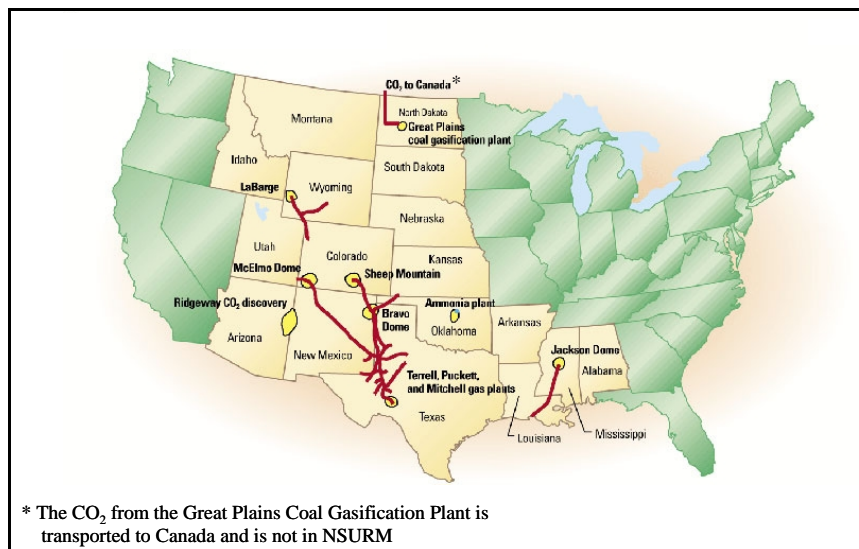 CO₂ to Canada *
North Dakota
Great Plains
coal gasification plant
Montana
Idaho
South Dakota
LaBarge
Wyoming
Nebraska
Utah
Colorado
Kansas
McElmo Dome
Sheep Mountain
Ridgeway CO₂ discovery
Bravo
Dome
Ammonia plant
Oklahoma
Arkansas
Arizona
New Mexico
Jackson Dome
Alabama
Terrell, Puckett,
and Mitchell gas plants
Texas
Louisiana
Mississippi
* The CO₂ from the Great Plains Coal Gasification Plant is
transported to Canada and is not in NSURM